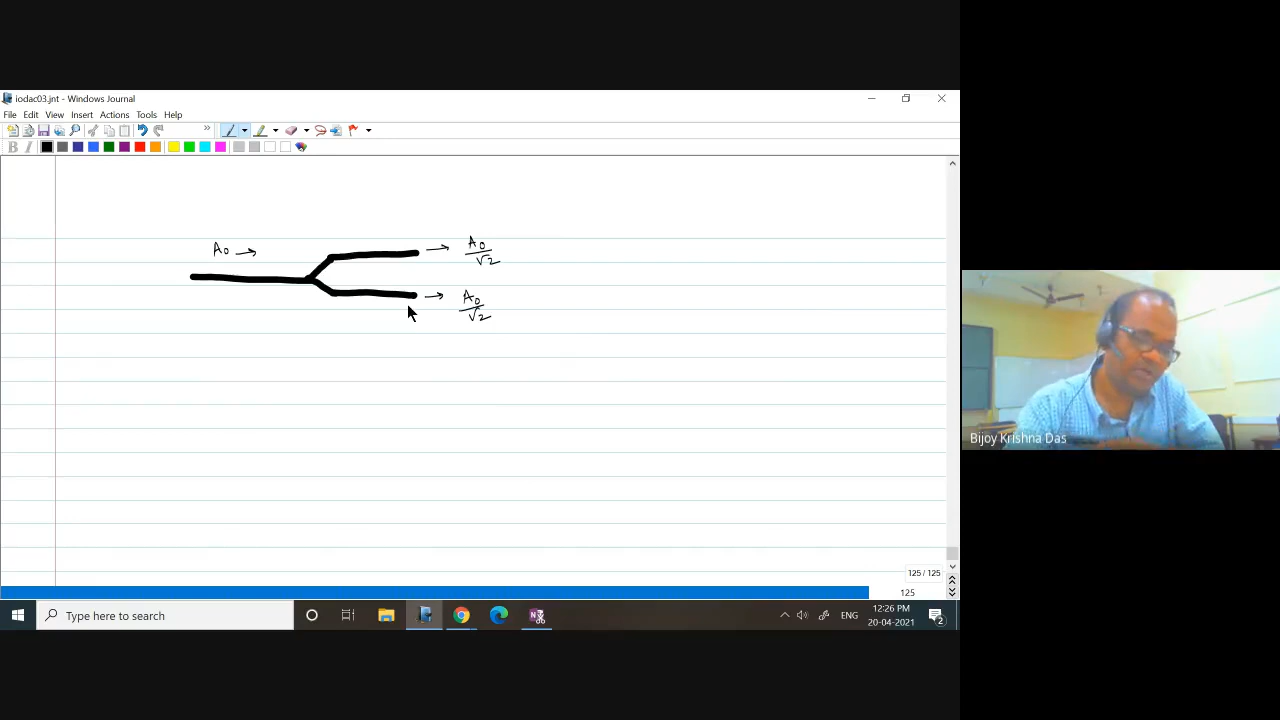 iodac03.jnt - Windows Journal
File Edit View Insert Actions Tools Help
B I
A₀ → → A₀/√2
→ A₀/√2
Bijoy Krishna Das
125 / 125
125
Type here to search
ENG
12:26 PM
20-04-2021
2